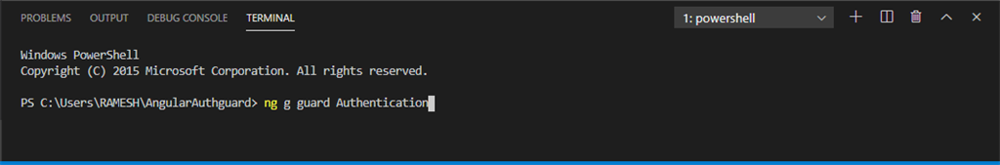 PROBLEMS OUTPUT DEBUG CONSOLE TERMINAL 1: powershell
Windows PowerShell
Copyright (C) 2015 Microsoft Corporation. All rights reserved.
PS C:\Users\RAMESH\AngularAuthguard> ng g guard Authentication